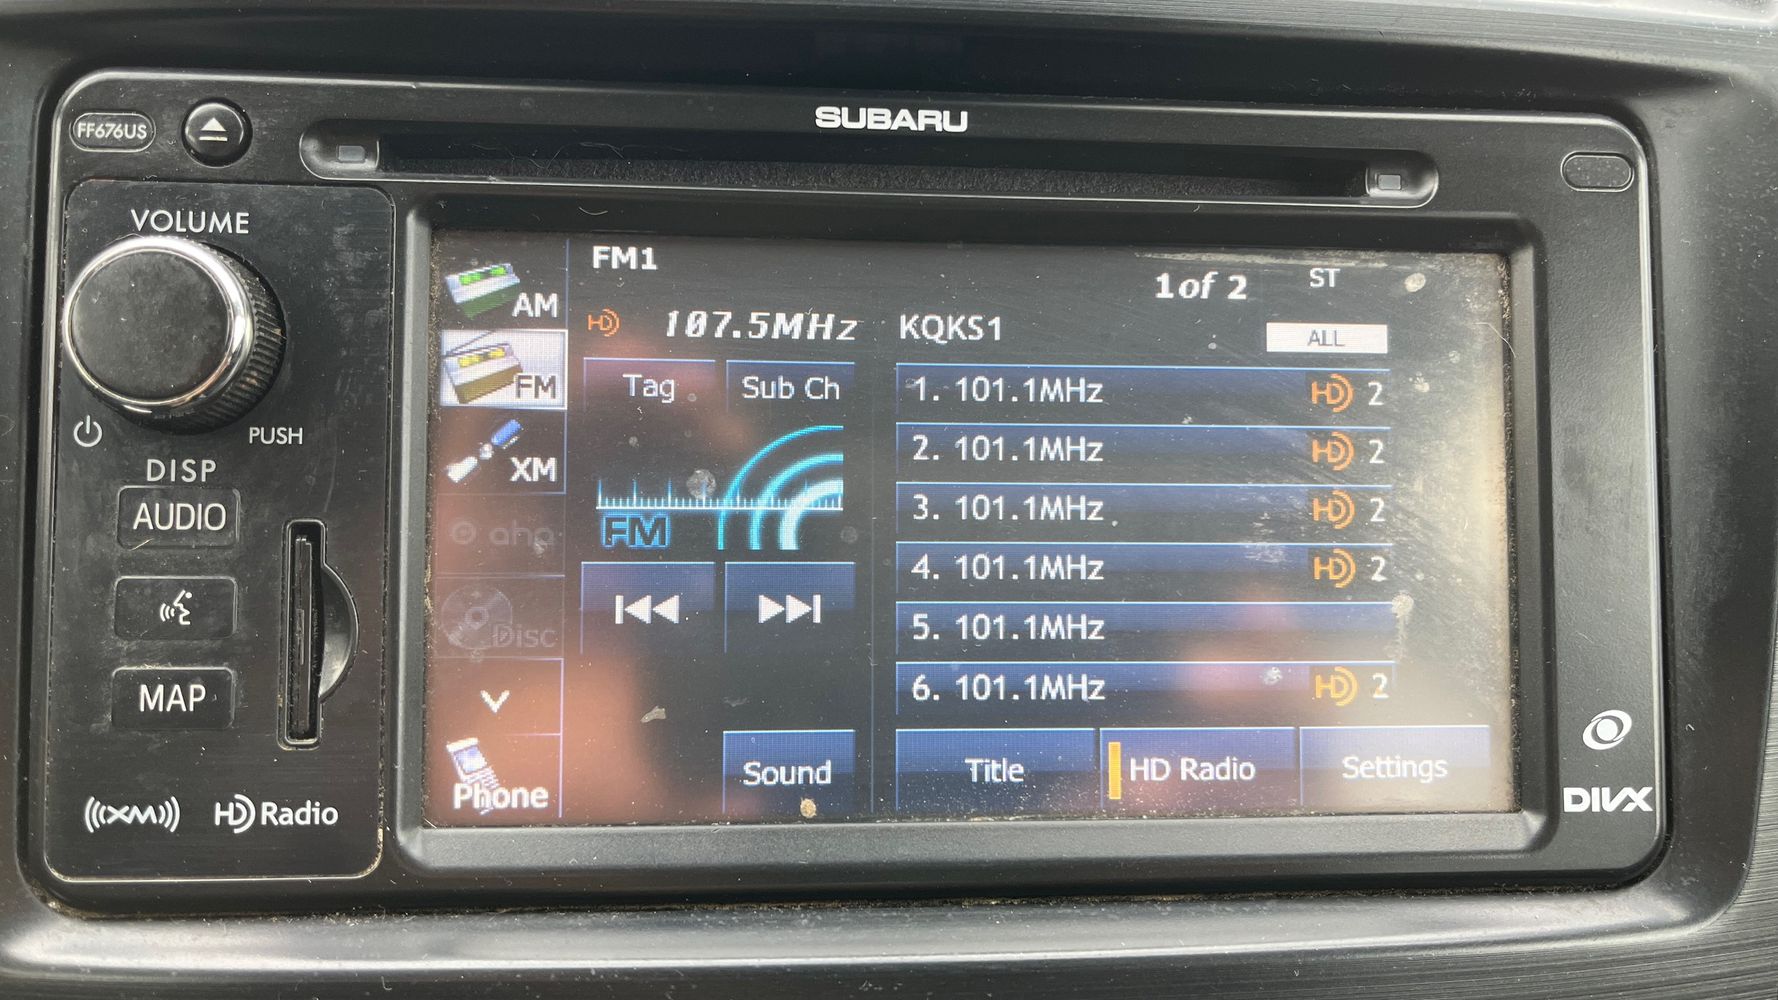 FF676US
SUBARU
VOLUME
PUSH
DISP
AUDIO
MAP
((XM))
HD Radio
AM
FM
XM
aha
Disc
Phone
FM1
1 of 2
ST
HD 107.5MHz
KQKS1
ALL
Tag
Sub Ch
FM
Sound
1. 101.1MHz HD 2
2. 101.1MHz HD 2
3. 101.1MHz HD 2
4. 101.1MHz HD 2
5. 101.1MHz
6. 101.1MHz HD 2
Title
HD Radio
Settings
DIVX